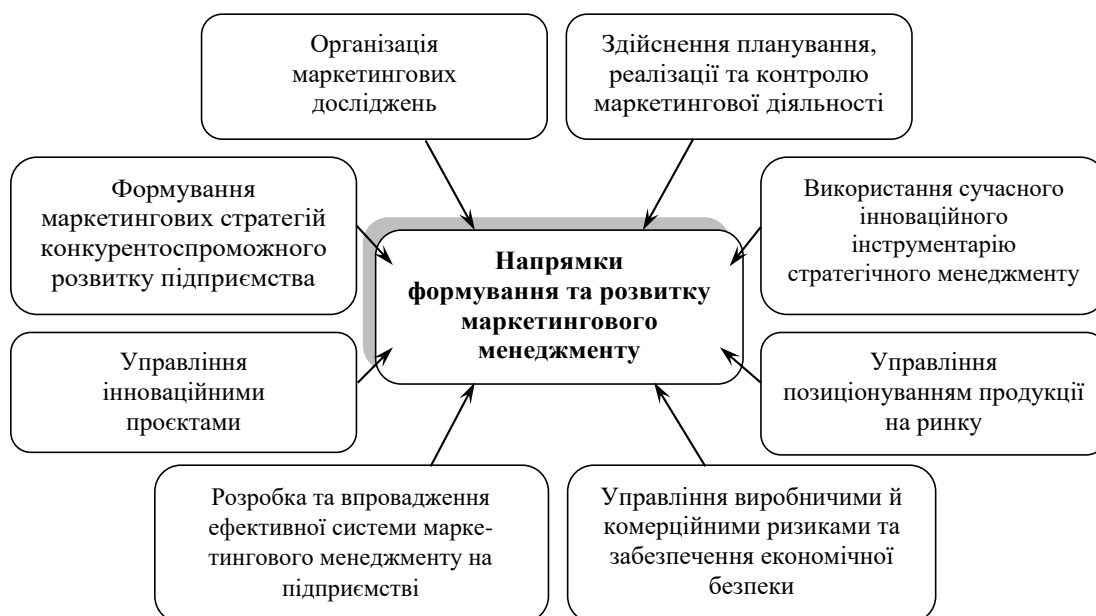 Організація
маркетингових
досліджень
Здійснення планування,
реалізації та контролю
маркетингової діяльності
Формування
маркетингових стратегій
конкурентоспроможного
розвитку підприємства
Напрямки
формування та розвитку
маркетингового
менеджменту
Використання сучасного
інноваційного
інструментарію
стратегічного менеджменту
Управління
інноваційними
проєктами
Управління
позиціонуванням продукції
на ринку
Розробка та впровадження
ефективної системи марке-
тингового менеджменту на
підприємстві
Управління виробничими й
комерційними ризиками та
забезпечення економічної
безпеки